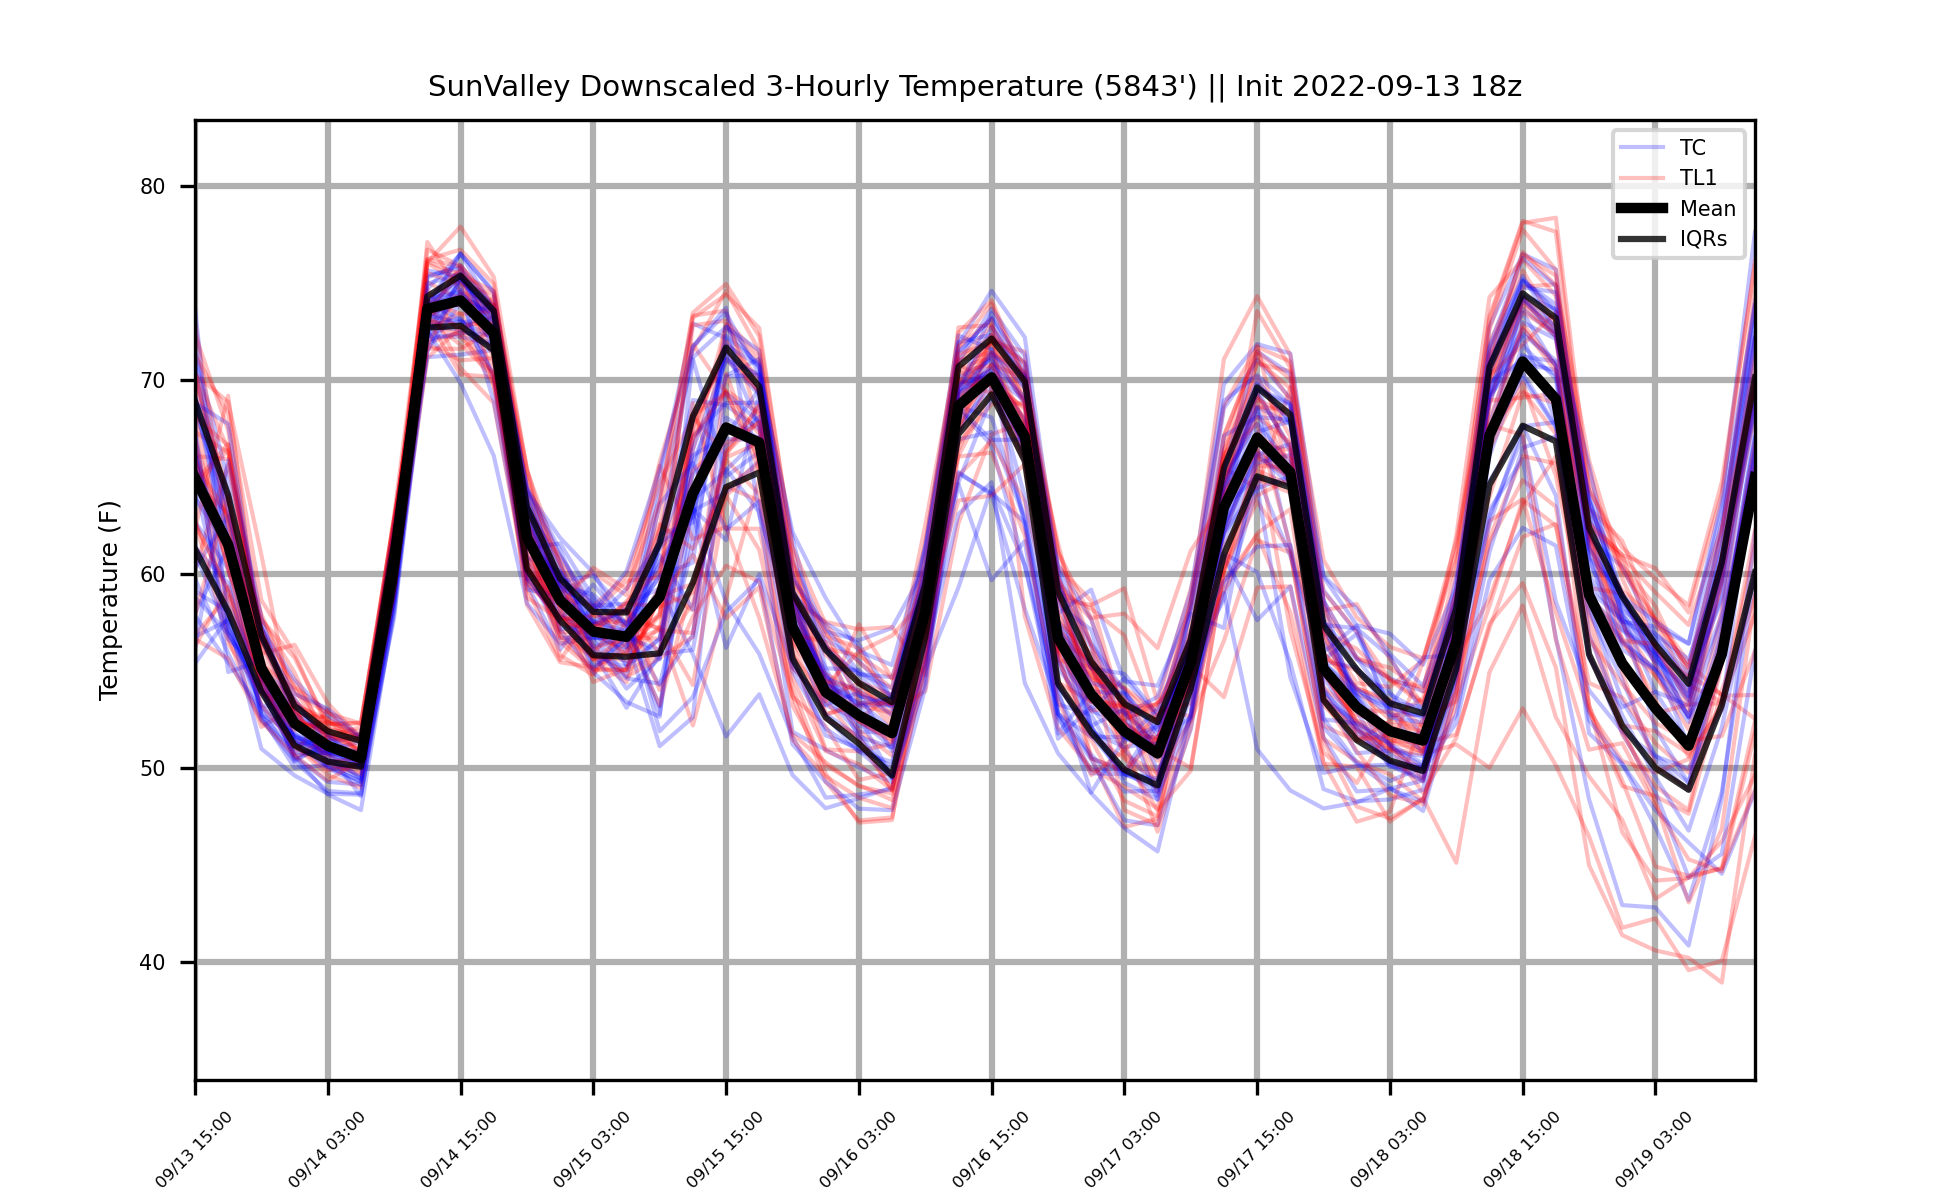 SunValley Downscaled 3-Hourly Temperature (5843') || Init 2022-09-13 18z
TC
TL1
Mean
IQRs
Temperature (F)
80
70
60
50
40
09/13 15:00
09/14 03:00
09/14 15:00
09/15 03:00
09/15 15:00
09/16 03:00
09/16 15:00
09/17 03:00
09/17 15:00
09/18 03:00
09/18 15:00
09/19 03:00